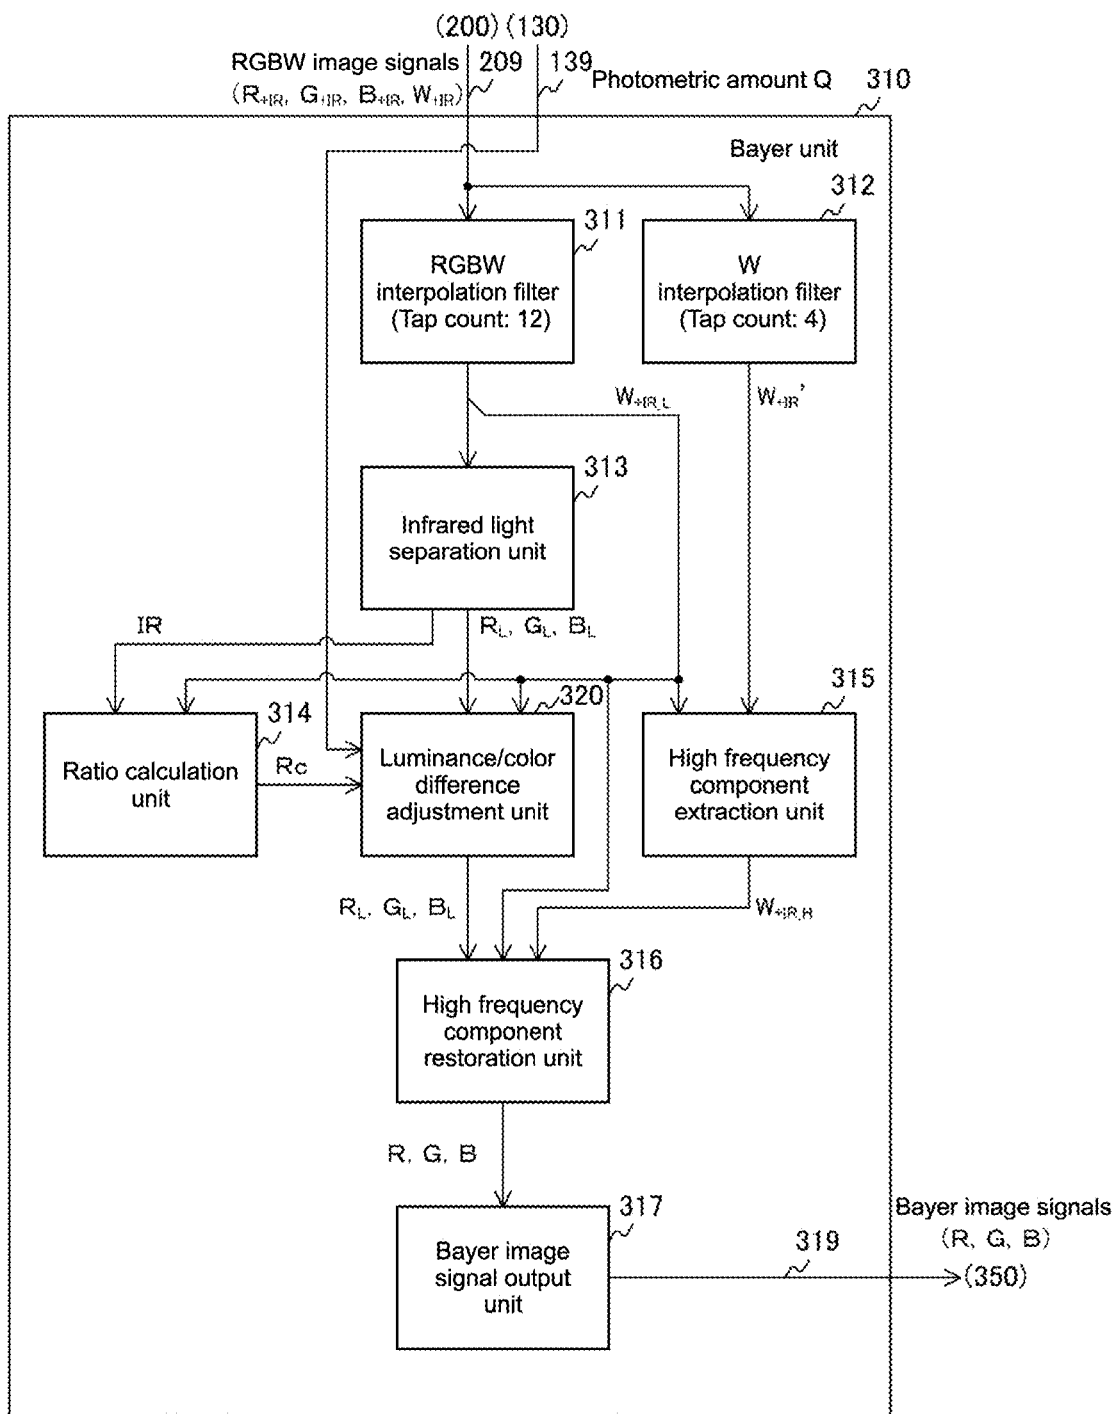 (200) (130)
RGBW image signals
209
139
Photometric amount Q
310
(R+IR, G+IR, B+IR, W+IR)
Bayer unit
312
311
RGBW
interpolation filter
(Tap count: 12)
W
interpolation filter
(Tap count: 4)
W+IR_L
W+IR'
313
Infrared light
separation unit
IR
RL, GL, BL
320
315
314
Ratio calculation
unit
Rc
Luminance/color
difference
adjustment unit
High frequency
component
extraction unit
RL, GL, BL
W+IR_H
316
High frequency
component
restoration unit
R, G, B
317
Bayer image
signal output
unit
319
Bayer image signals
(R, G, B)
(350)